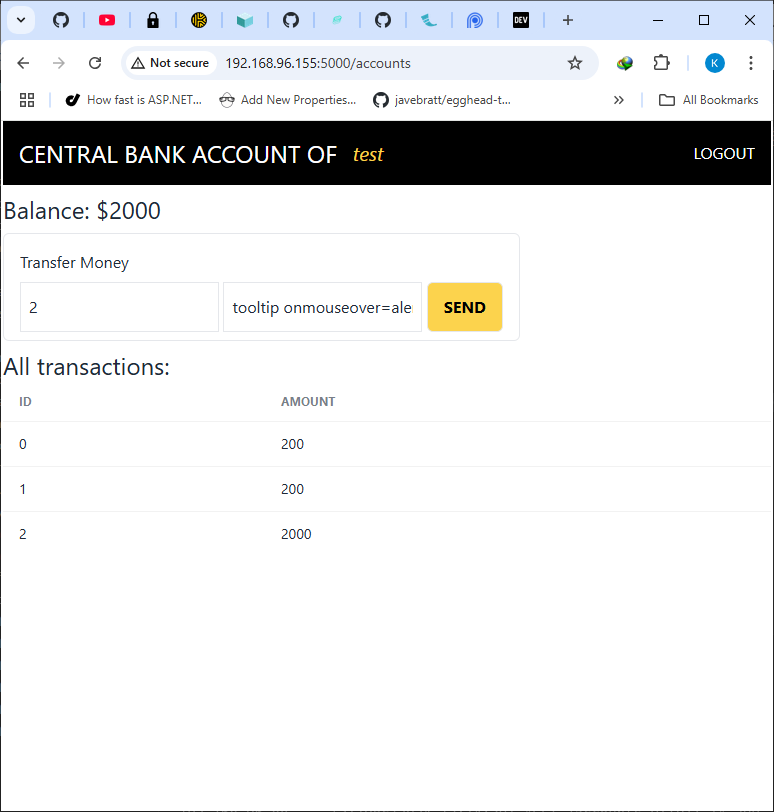 DEV
Not secure 192.168.96.155:5000/accounts K
How fast is ASP.NET... Add New Properties... javebratt/egghead-t... All Bookmarks
CENTRAL BANK ACCOUNT OF test LOGOUT
Balance: $2000
Transfer Money
2 tooltip onmouseover=ale SEND
All transactions:
ID AMOUNT
0 200
1 200
2 2000